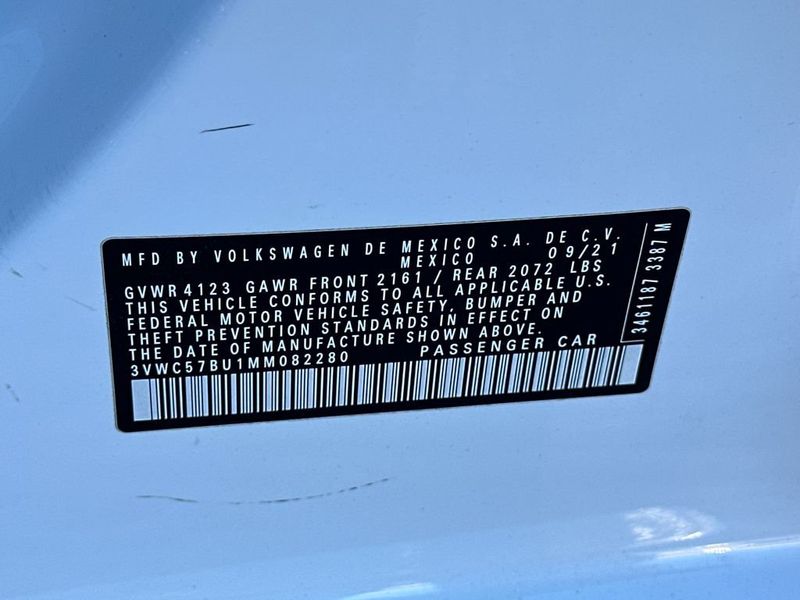 MFD BY VOLKSWAGEN DE MEXICO S.A. DE C.V.
MEXICO 09/21
GVWR 4123 GAWR FRONT 2161 / REAR 2072 LBS
THIS VEHICLE CONFORMS TO ALL APPLICABLE U.S.
FEDERAL MOTOR VEHICLE SAFETY, BUMPER AND
THEFT PREVENTION STANDARDS IN EFFECT ON
THE DATE OF MANUFACTURE SHOWN ABOVE.
3VWC57BU1MM082280 PASSENGER CAR
3461187 3387 M